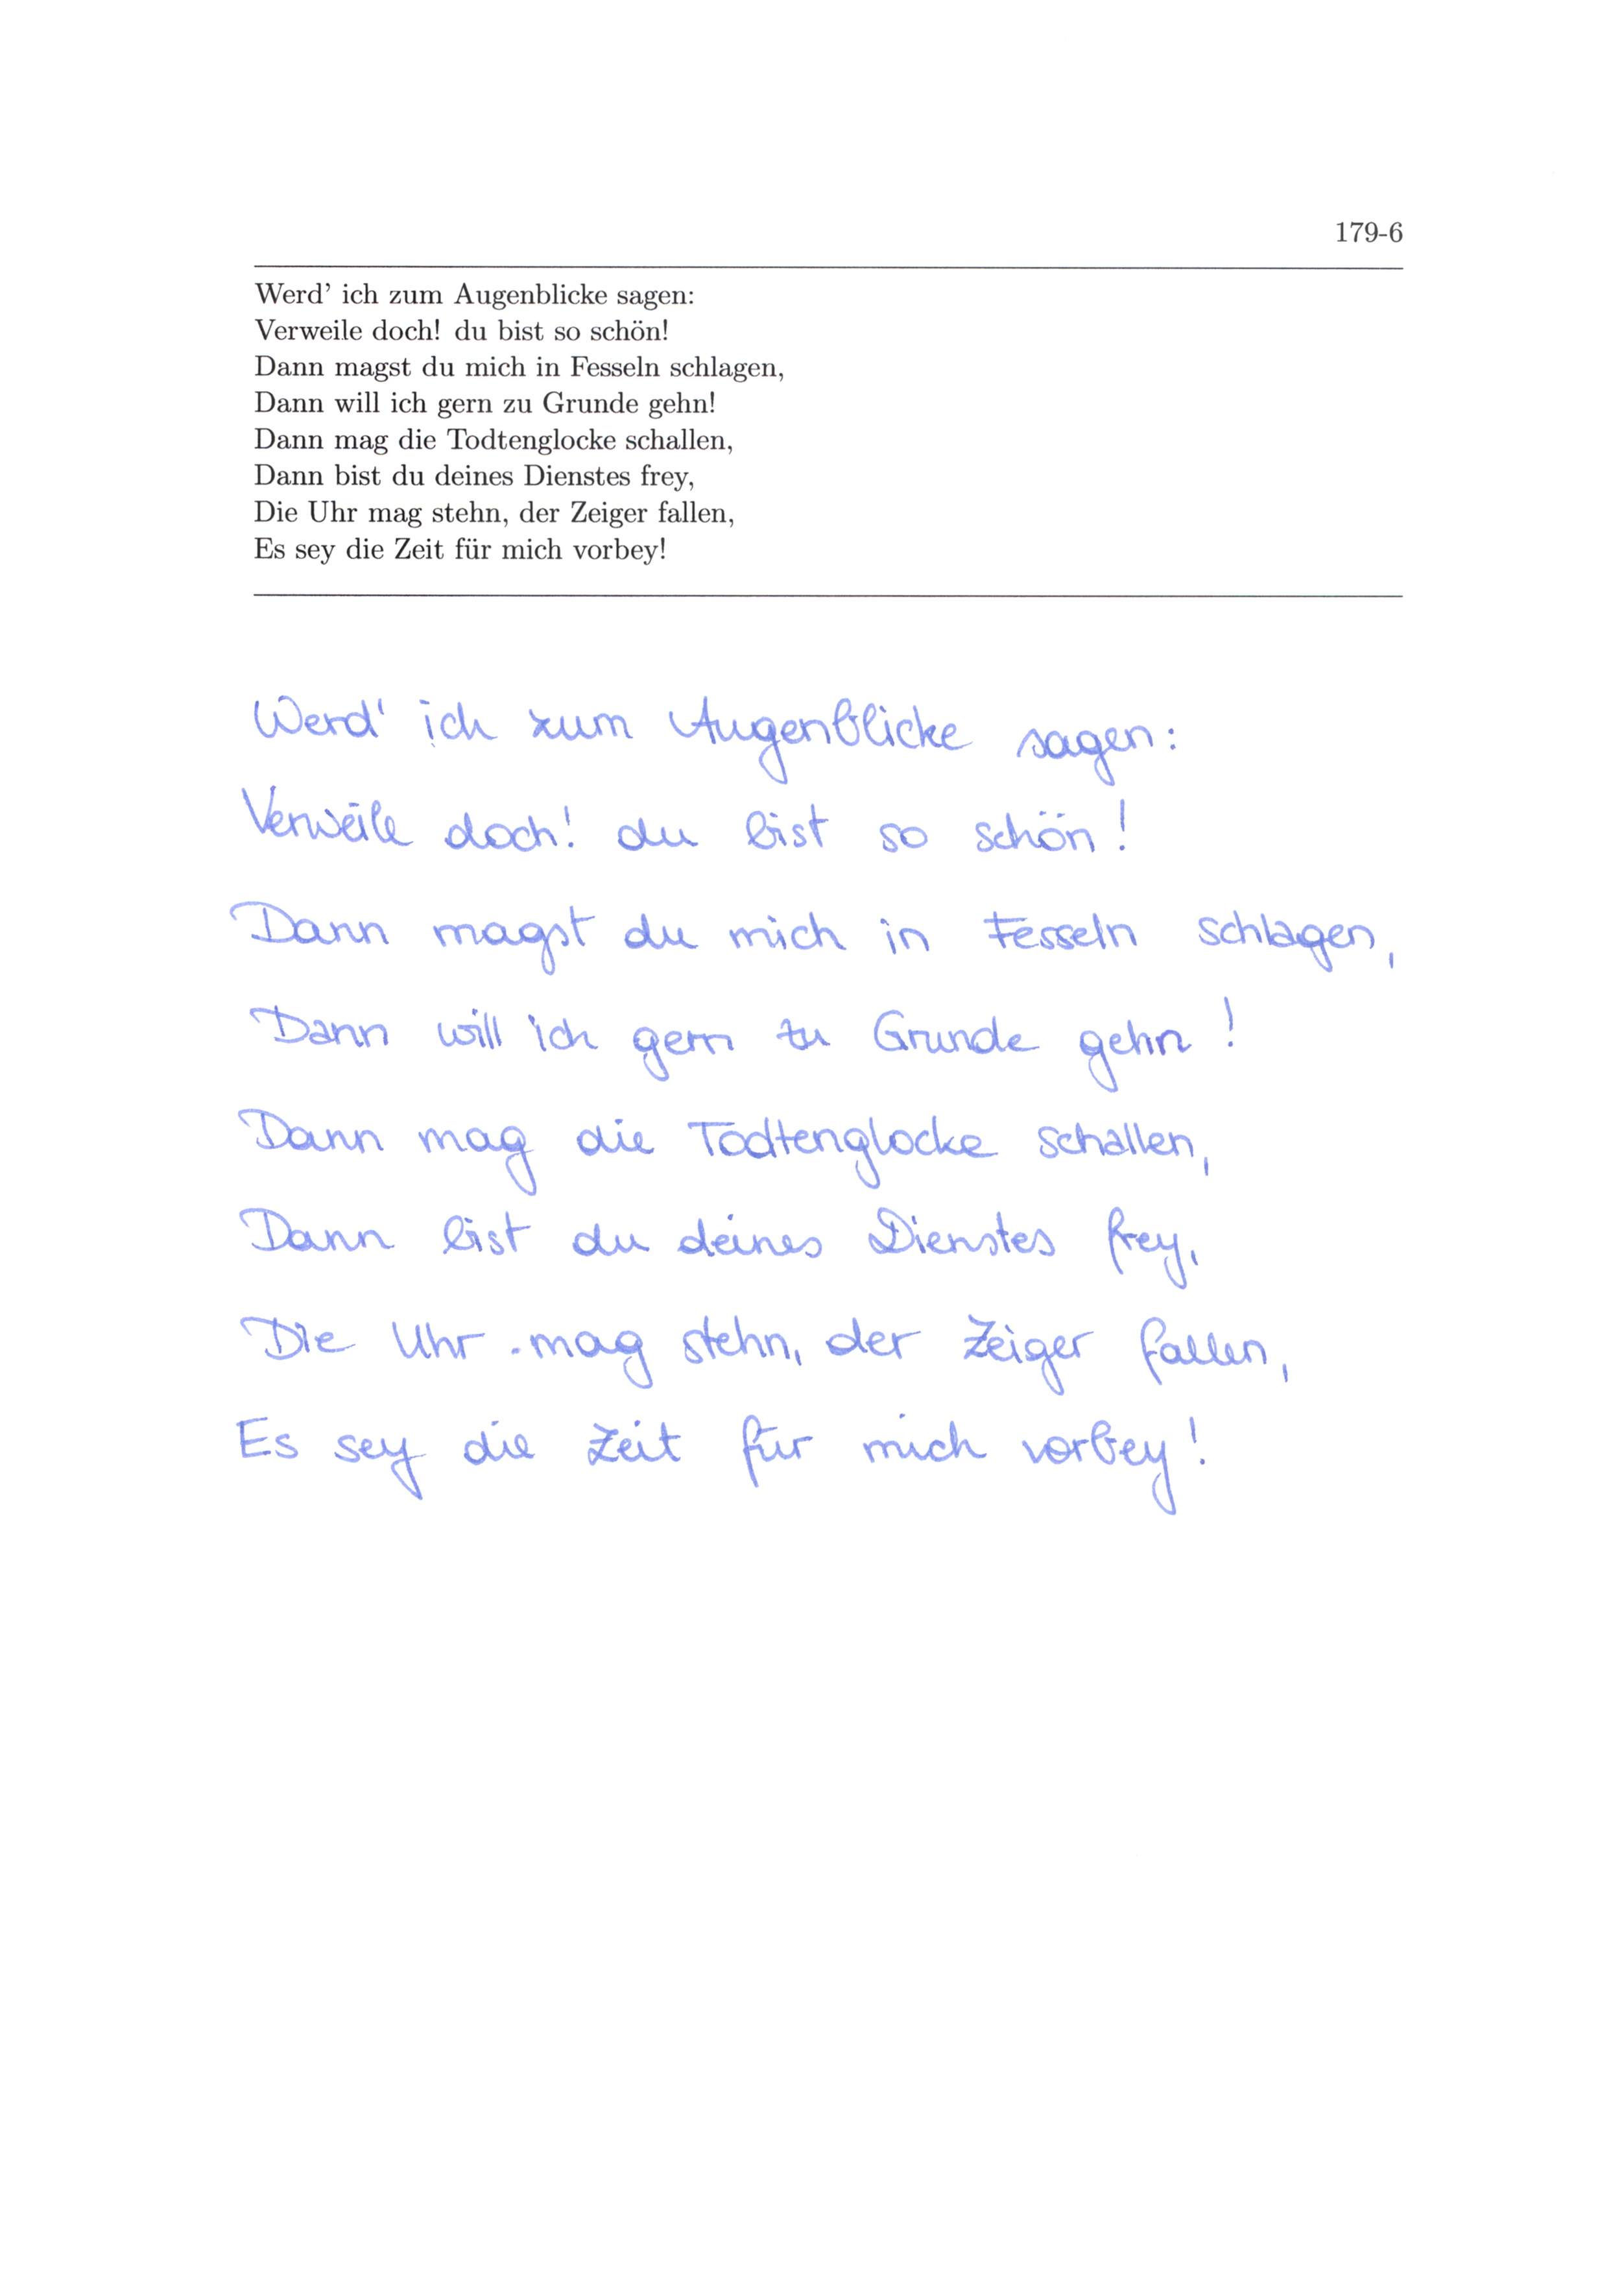 179-6
Werd' ich zum Augenblicke sagen:
Verweile doch! du bist so schön!
Dann magst du mich in Fesseln schlagen,
Dann will ich gern zu Grunde gehn!
Dann mag die Todtenglocke schallen,
Dann bist du deines Dienstes frey,
Die Uhr mag stehn, der Zeiger fallen,
Es sey die Zeit für mich vorbey!
Werd' ich zum Augenblicke sagen:
Verweile doch! du bist so schön!
Dann magst du mich in Fesseln schlagen,
Dann will ich gern zu Grunde gehn!
Dann mag die Todtenglocke schallen,
Dann bist du deines Dienstes frey,
Die Uhr mag stehn, der Zeiger fallen,
Es sey die Zeit für mich vorbey!